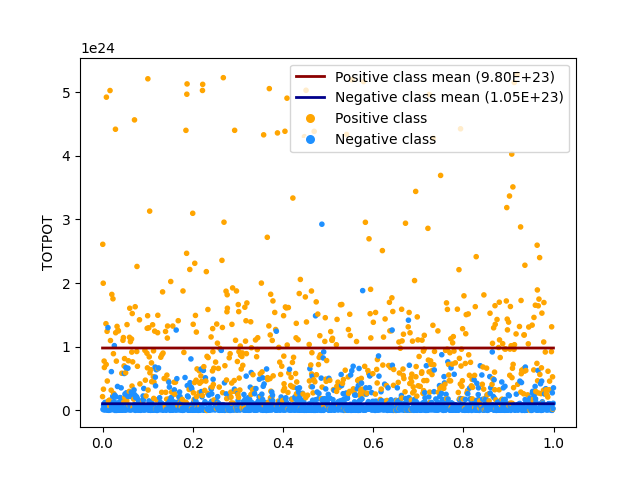 1e24
Positive class mean (9.80E+23)
Negative class mean (1.05E+23)
Positive class
Negative class
TOTPOT
5
4
3
2
1
0
0.0 0.2 0.4 0.6 0.8 1.0